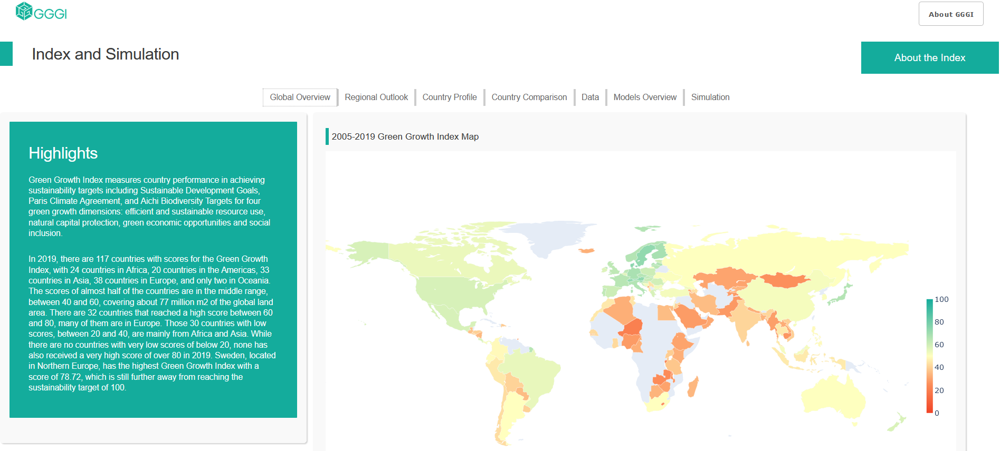 GGGI
About GGGI
Index and Simulation
About the Index
Global Overview
Regional Outlook
Country Profile
Country Comparison
Data
Models Overview
Simulation
Highlights
Green Growth Index measures country performance in achieving
sustainability targets including Sustainable Development Goals,
Paris Climate Agreement, and Aichi Biodiversity Targets for four
green growth dimensions: efficient and sustainable resource use,
natural capital protection, green economic opportunities and social
inclusion.
In 2019, there are 117 countries with scores for the Green Growth
Index, with 24 countries in Africa, 20 countries in the Americas, 33
countries in Asia, 38 countries in Europe, and only two in Oceania.
The scores of almost half of the countries are in the middle range,
between 40 and 60, covering about 77 million m2 of the global land
area. There are 32 countries that reached a high score between 60
and 80, many of them are in Europe. Those 30 countries with low
scores, between 20 and 40, are mainly from Africa and Asia. While
there are no countries with very low scores of below 20, none has
also received a very high score of over 80 in 2019. Sweden, located
in Northern Europe, has the highest Green Growth Index with a
score of 78.72, which is still further away from reaching the
sustainability target of 100.
2005-2019 Green Growth Index Map
100
80
60
40
20
0